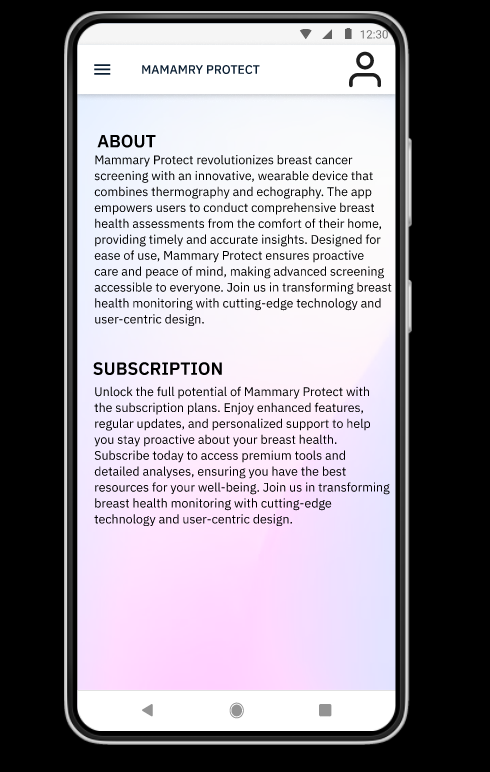 12:30
MAMAMRY PROTECT
ABOUT
Mammary Protect revolutionizes breast cancer
screening with an innovative, wearable device that
combines thermography and echography. The app
empowers users to conduct comprehensive breast
health assessments from the comfort of their home,
providing timely and accurate insights. Designed for
ease of use, Mammary Protect ensures proactive
care and peace of mind, making advanced screening
accessible to everyone. Join us in transforming breast
health monitoring with cutting-edge technology and
user-centric design.
SUBSCRIPTION
Unlock the full potential of Mammary Protect with
the subscription plans. Enjoy enhanced features,
regular updates, and personalized support to help
you stay proactive about your breast health.
Subscribe today to access premium tools and
detailed analyses, ensuring you have the best
resources for your well-being. Join us in transforming
breast health monitoring with cutting-edge
technology and user-centric design.